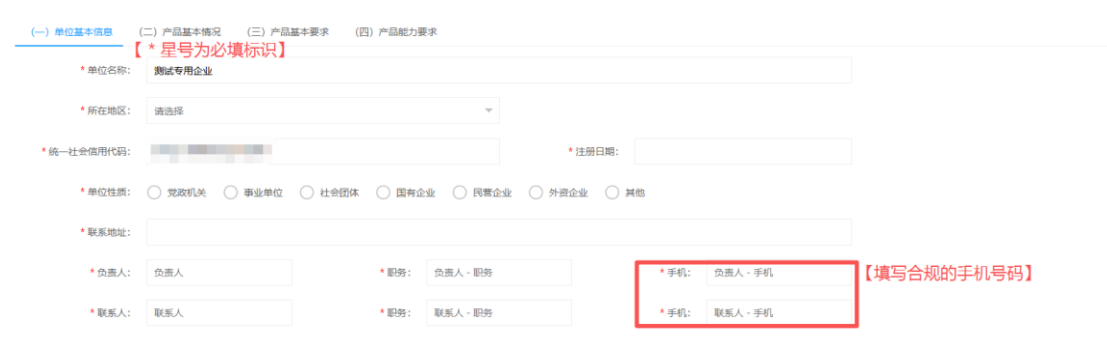 (一) 单位基本信息 (二) 产品基本情况 (三) 产品基本要求 (四) 产品能力要求
【 * 星号为必填标识】
* 单位名称: 测试专用企业
* 所在地区: 请选择
* 统一社会信用代码: * 注册日期:
* 单位性质: 党政机关 事业单位 社会团体 国有企业 民营企业 外资企业 其他
* 联系地址:
* 负责人: 负责人 * 职务: 负责人 - 职务 * 手机: 负责人 - 手机 【填写合规的手机号码】
* 联系人: 联系人 * 职务: 联系人 - 职务 * 手机: 联系人 - 手机